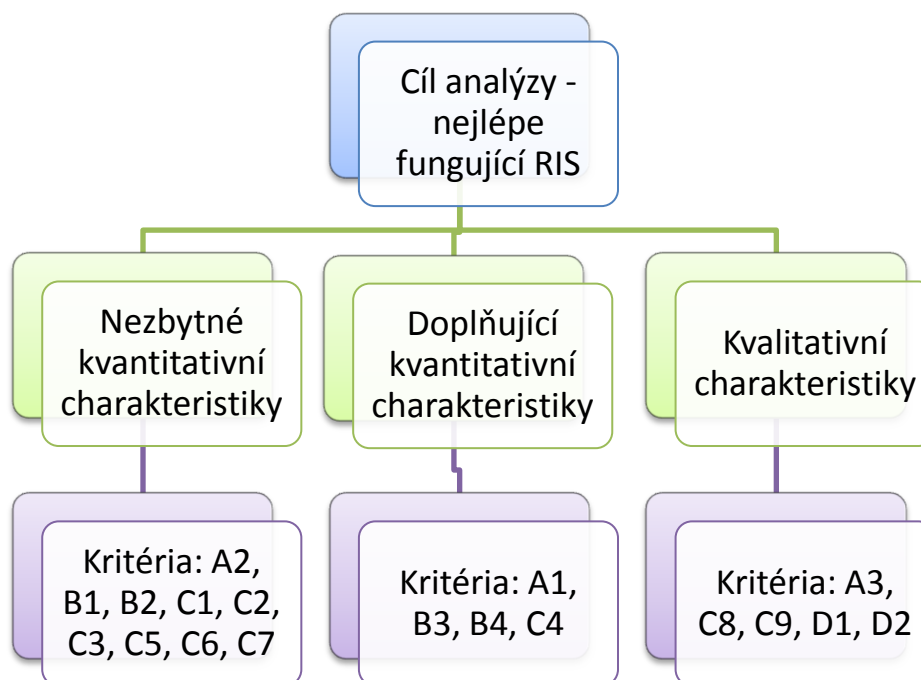 Cíl analýzy -
nejlépe
fungující RIS
Nezbytné
kvantitativní
charakteristiky
Doplňující
kvantitativní
charakteristiky
Kvalitativní
charakteristiky
Kritéria: A2,
B1, B2, C1, C2,
C3, C5, C6, C7
Kritéria: A1,
B3, B4, C4
Kritéria: A3,
C8, C9, D1, D2